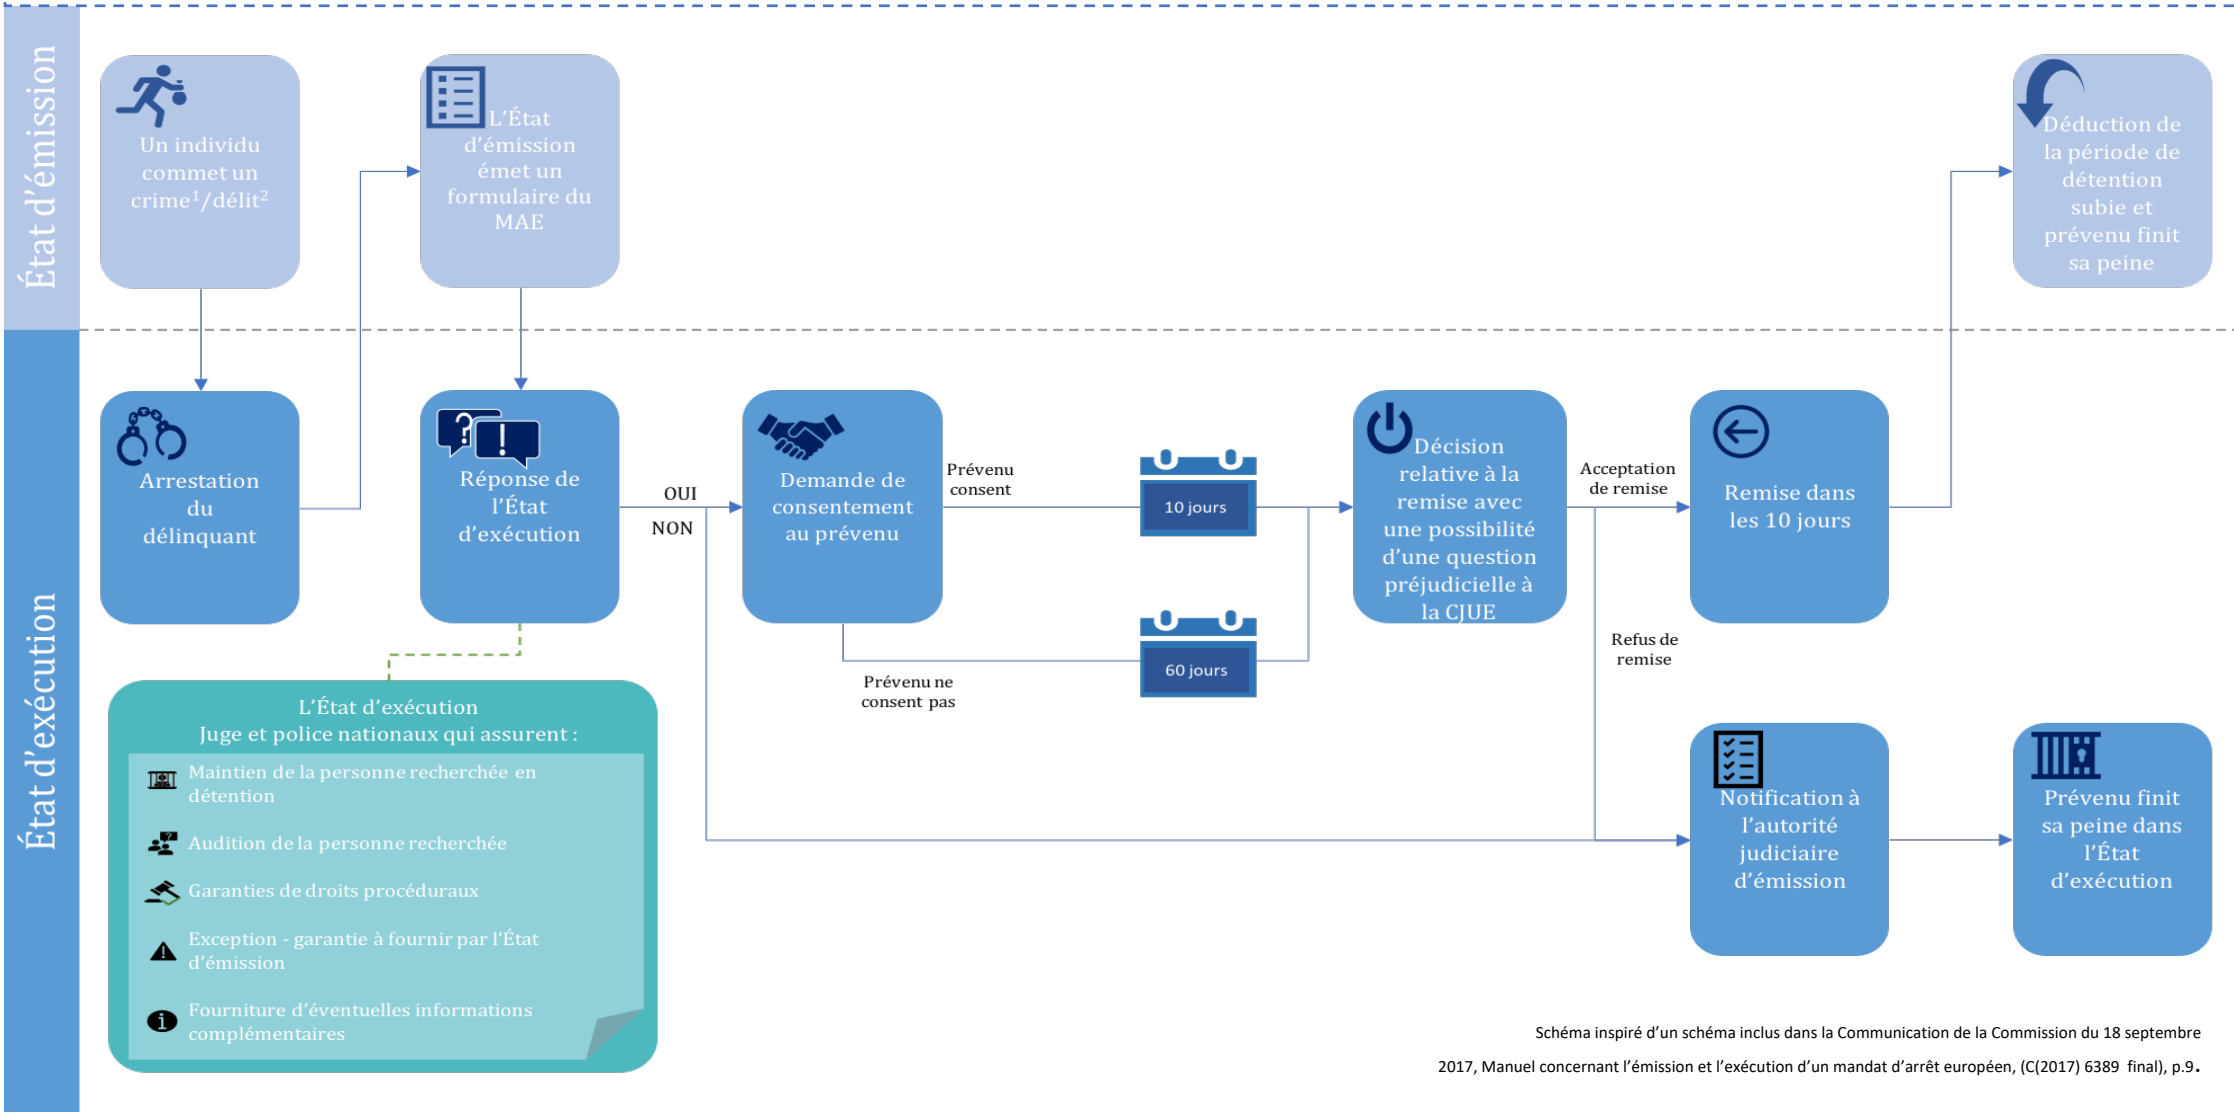 État d'émission
Un individu
commet un
crime¹/délit²
L'État
d'émission
émet un
formulaire du
MAE
Déduction de
la période de
détention
subie et
prévenu finit
sa peine
État d'exécution
Arrestation
du
délinquant
Réponse de
l'État
d'exécution
OUI
NON
Demande de
consentement
au prévenu
Prévenu
consent
10 jours
Prévenu ne
consent pas
60 jours
Décision
relative à la
remise avec
une possibilité
d'une question
préjudicielle à
la CJUE
Acceptation
de remise
Refus de
remise
Remise dans
les 10 jours
Notification à
l'autorité
judiciaire
d'émission
Prévenu finit
sa peine dans
l'État
d'exécution
L'État d'exécution
Juge et police nationaux qui assurent :
Maintien de la personne recherchée en
détention
Audition de la personne recherchée
Garanties de droits procéduraux
Exception - garantie à fournir par l'État
d'émission
Fourniture d'éventuelles informations
complémentaires
Schéma inspiré d'un schéma inclus dans la Communication de la Commission du 18 septembre
2017, Manuel concernant l'émission et l'exécution d'un mandat d'arrêt européen, (C(2017) 6389 final), p.9.